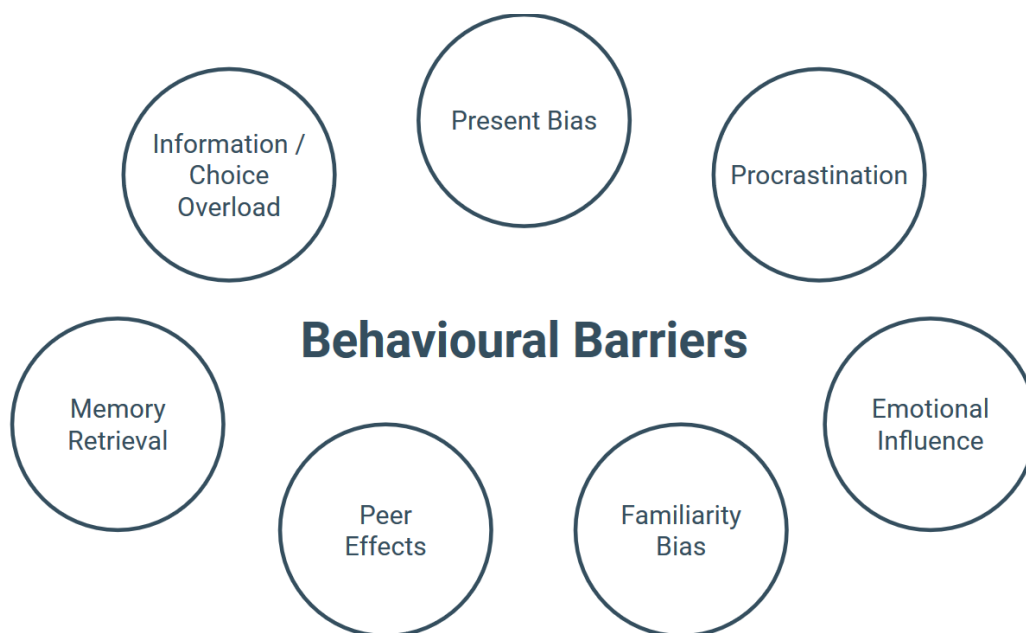 Present Bias
Information /
Choice
Overload
Procrastination
Behavioural Barriers
Memory
Retrieval
Emotional
Influence
Peer
Effects
Familiarity
Bias